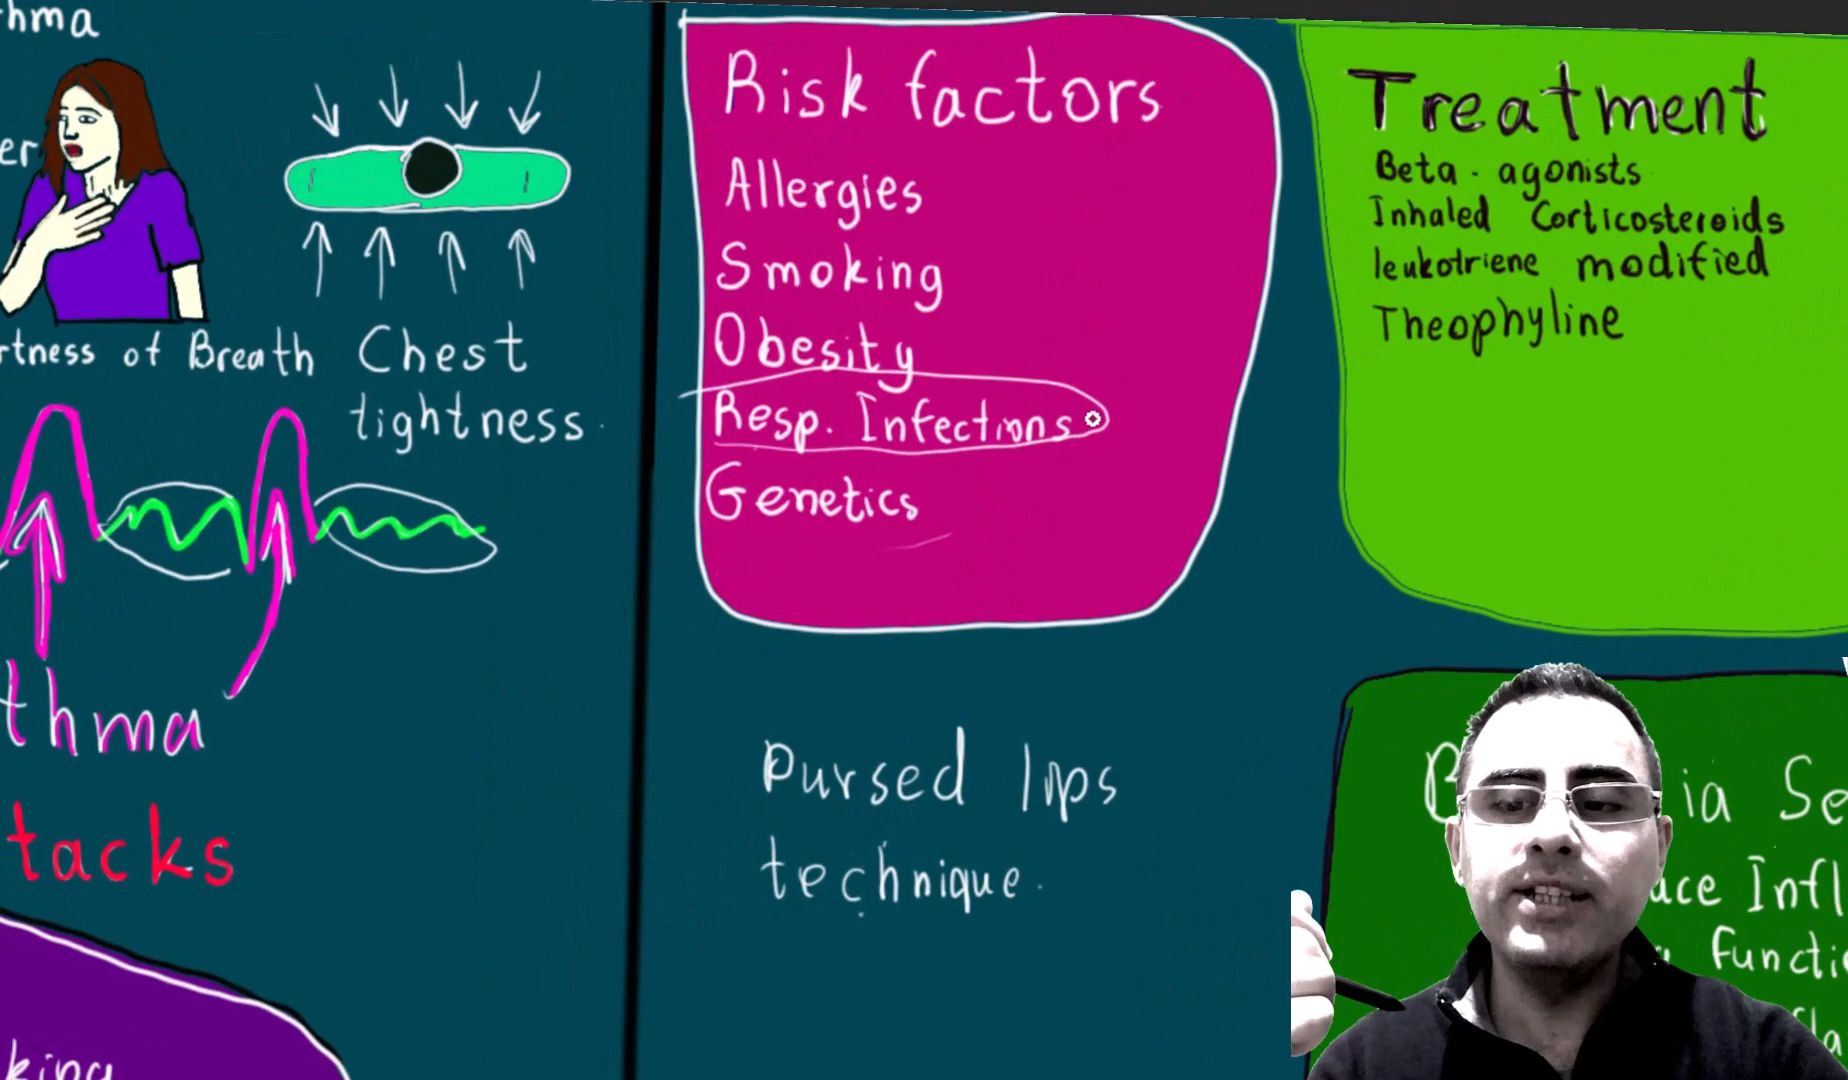 hma
er
rtness of Breath
Chest
tightness.
thma
tacks
king
Risk factors
Allergies
Smoking
Obesity
Resp. Infections
Genetics
Pursed lips
technique.
Treatment
Beta - agonists
Inhaled Corticosteroids
leukotriene modified
Theophyline
ia Se
uce Infl
Functi